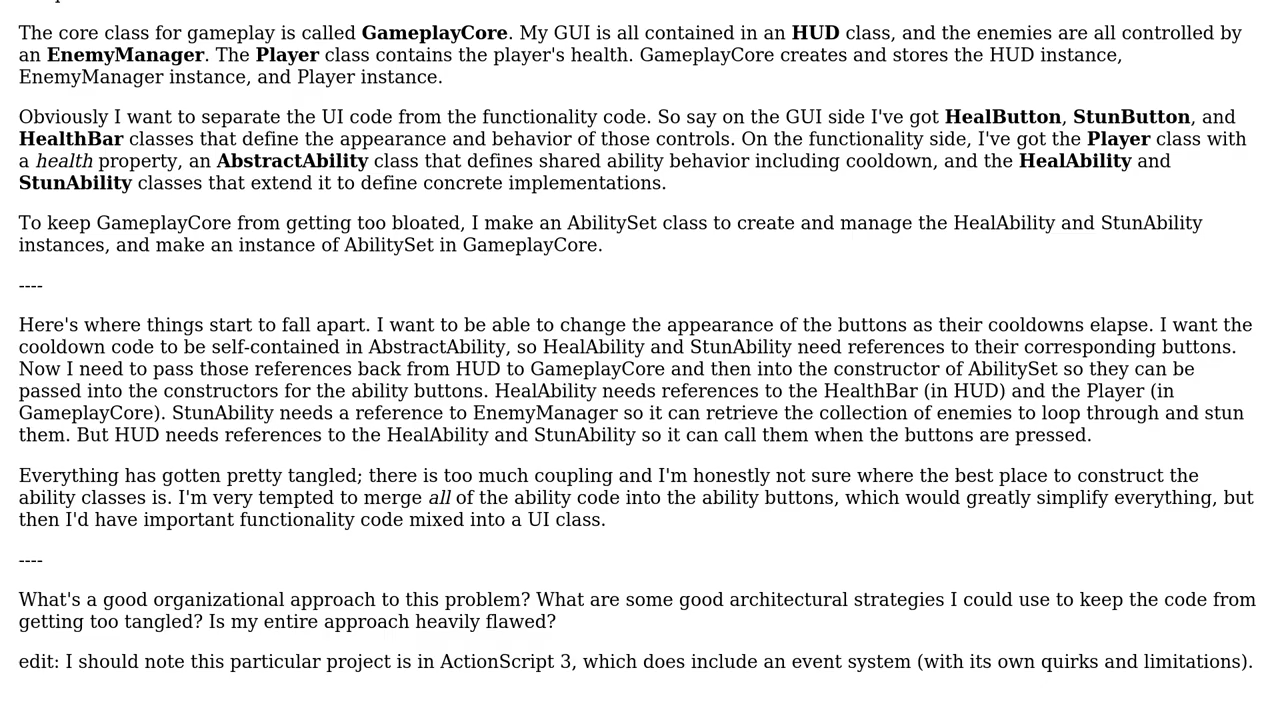 The core class for gameplay is called GameplayCore. My GUI is all contained in an HUD class, and the enemies are all controlled by
an EnemyManager. The Player class contains the player's health. GameplayCore creates and stores the HUD instance,
EnemyManager instance, and Player instance.
Obviously I want to separate the UI code from the functionality code. So say on the GUI side I've got HealButton, StunButton, and
HealthBar classes that define the appearance and behavior of those controls. On the functionality side, I've got the Player class with
a health property, an AbstractAbility class that defines shared ability behavior including cooldown, and the HealAbility and
StunAbility classes that extend it to define concrete implementations.
To keep GameplayCore from getting too bloated, I make an AbilitySet class to create and manage the HealAbility and StunAbility
instances, and make an instance of AbilitySet in GameplayCore.
----
Here's where things start to fall apart. I want to be able to change the appearance of the buttons as their cooldowns elapse. I want the
cooldown code to be self-contained in AbstractAbility, so HealAbility and StunAbility need references to their corresponding buttons.
Now I need to pass those references back from HUD to GameplayCore and then into the constructor of AbilitySet so they can be
passed into the constructors for the ability buttons. HealAbility needs references to the HealthBar (in HUD) and the Player (in
GameplayCore). StunAbility needs a reference to EnemyManager so it can retrieve the collection of enemies to loop through and stun
them. But HUD needs references to the HealAbility and StunAbility so it can call them when the buttons are pressed.
Everything has gotten pretty tangled; there is too much coupling and I'm honestly not sure where the best place to construct the
ability classes is. I'm very tempted to merge all of the ability code into the ability buttons, which would greatly simplify everything, but
then I'd have important functionality code mixed into a UI class.
----
What's a good organizational approach to this problem? What are some good architectural strategies I could use to keep the code from
getting too tangled? Is my entire approach heavily flawed?
edit: I should note this particular project is in ActionScript 3, which does include an event system (with its own quirks and limitations).